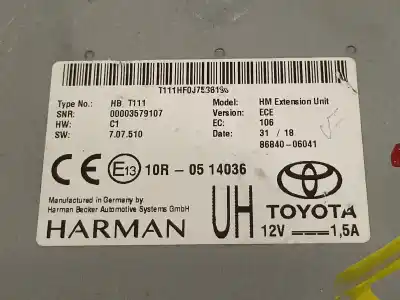 T111HF0J7538196
Type No.: HB T111 Model: HM Extension Unit
SNR: 00003579107 Version: ECE
HW: C1 EC: 106
SW: 7.07.510 Date: 31 / 18
86840-06041
CE E13 10R - 05 14036
Manufactured in Germany by
Harman Becker Automotive Systems GmbH
HARMAN UH TOYOTA
12V 1,5A